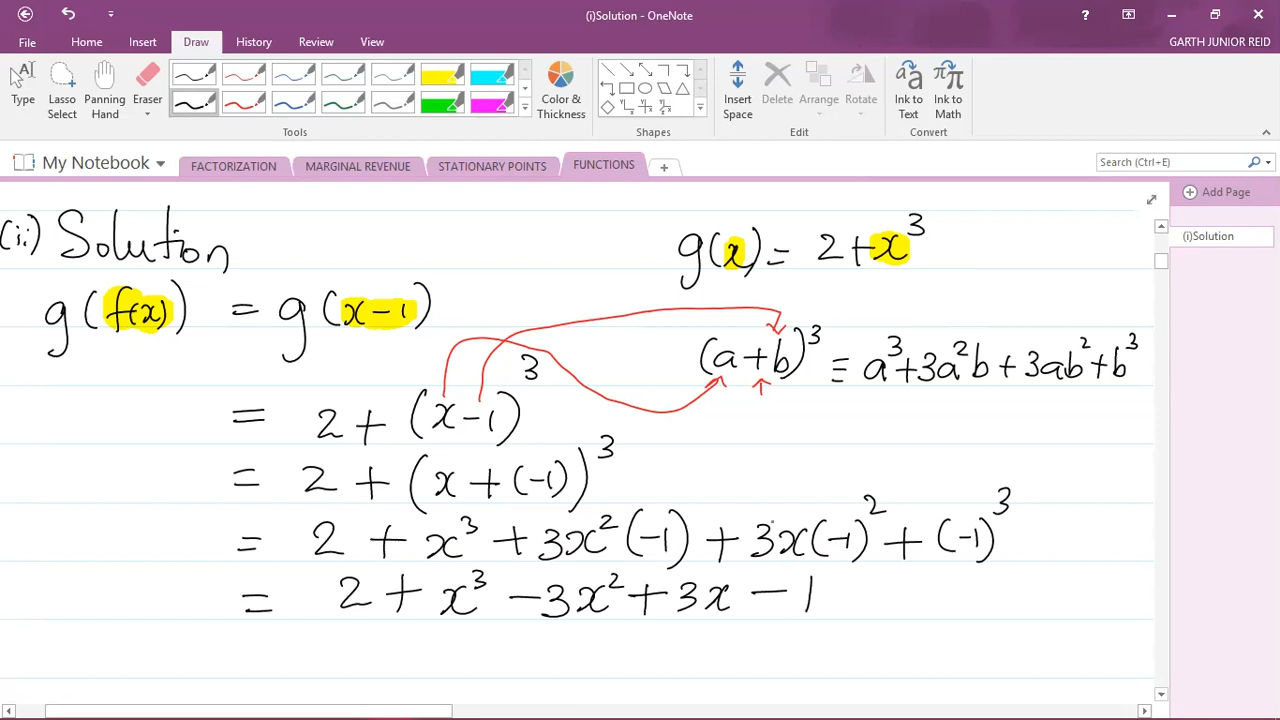 (i)Solution - OneNote
GARTH JUNIOR REID
File Home Insert Draw History Review View
Type
Lasso Select
Panning Hand
Eraser
Color & Thickness
Insert Space
Delete
Arrange
Rotate
Ink to Text
Ink to Math
Tools
Shapes
Edit
Convert
My Notebook
FACTORIZATION
MARGINAL REVENUE
STATIONARY POINTS
FUNCTIONS
Search (Ctrl+E)
Add Page
(i)Solution
(ii) Solution
g(x) = 2+x³
g(f(x)) = g(x-1)
(a+b)³ ≡ a³+3a²b+3ab²+b³
= 2+(x-1)³
= 2+(x+(-1))³
= 2 + x³ +3x²(-1) + 3x(-1)² + (-1)³
= 2+x³ -3x²+3x -1